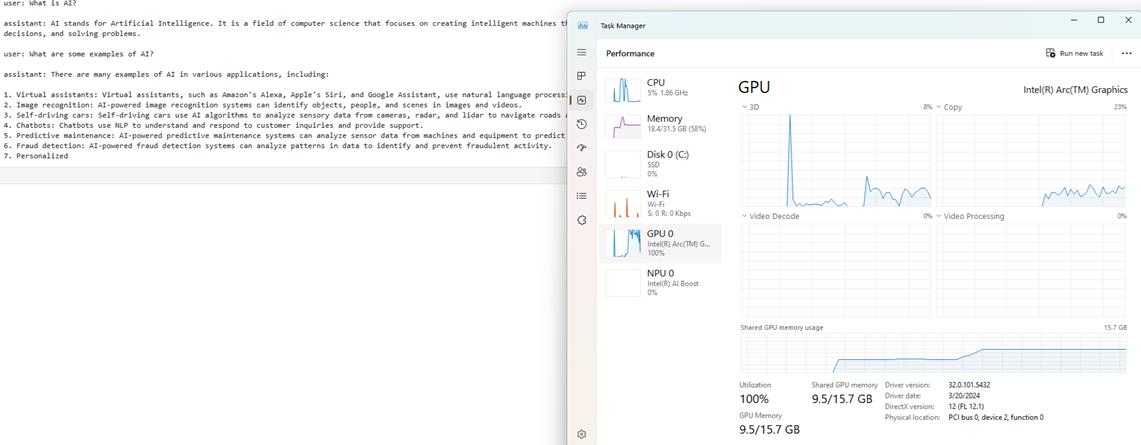 user: What is AI?
assistant: AI stands for Artificial Intelligence. It is a field of computer science that focuses on creating intelligent machines th
decisions, and solving problems.
user: What are some examples of AI?
assistant: There are many examples of AI in various applications, including:
1. Virtual assistants: Virtual assistants, such as Amazon's Alexa, Apple's Siri, and Google Assistant, use natural language processi
2. Image recognition: AI-powered image recognition systems can identify objects, people, and scenes in images and videos.
3. Self-driving cars: Self-driving cars use AI algorithms to analyze sensory data from cameras, radar, and lidar to navigate roads a
4. Chatbots: Chatbots use NLP to understand and respond to customer inquiries and provide support.
5. Predictive maintenance: AI-powered predictive maintenance systems can analyze sensor data from machines and equipment to predict
6. Fraud detection: AI-powered fraud detection systems can analyze patterns in data to identify and prevent fraudulent activity.
7. Personalized
Task Manager
Performance
Run new task
CPU
5% 1.86 GHz
Memory
18.4/31.5 GB (58%)
Disk 0 (C:)
SSD
0%
Wi-Fi
Wi-Fi
S: 0 R: 0 Kbps
GPU 0
Intel(R) Arc(TM) G...
100%
NPU 0
Intel(R) AI Boost
0%
GPU
Intel(R) Arc(TM) Graphics
3D 8%
Copy 23%
Video Decode 0%
Video Processing 0%
Shared GPU memory usage 15.7 GB
Utilization
100%
Shared GPU memory
9.5/15.7 GB
GPU Memory
9.5/15.7 GB
Driver version: 32.0.101.5432
Driver date: 3/20/2024
DirectX version: 12 (FL 12.1)
Physical location: PCI bus 0, device 2, function 0